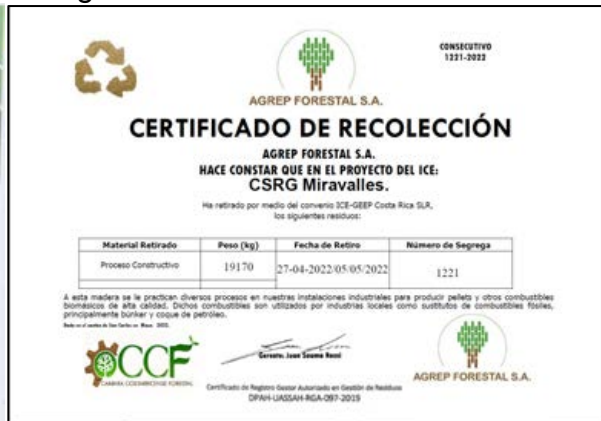 CONSECUTIVO
1221-2022
AGREP FORESTAL S.A.
CERTIFICADO DE RECOLECCIÓN
AGREP FORESTAL S.A.
HACE CONSTAR QUE EN EL PROYECTO DEL ICE:
CSRG Miravalles.
Ha retirado por medio del convenio ICE-GEEP Costa Rica SLR,
los siguientes residuos:
Material Retirado Peso (kg) Fecha de Retiro Número de Segrega
Proceso Constructivo 19170 27-04-2022/05/05/2022 1221
A esta madera se le practican diversos procesos en nuestras instalaciones industriales para producir pellets y otros combustibles
biomásicos de alta calidad. Dichos combustibles son utilizados por industrias locales como sustitutos de combustibles fósiles,
principalmente búnker y coque de petróleo.
CCF
CAMARA COSTARRICENSE FORESTAL
Gerente: Juan Sauma Rossi
AGREP FORESTAL S.A.
Certificado de Registro Gestor Autorizado en Gestión de Residuos
DPAH-UASSAH-RGA-097-2019